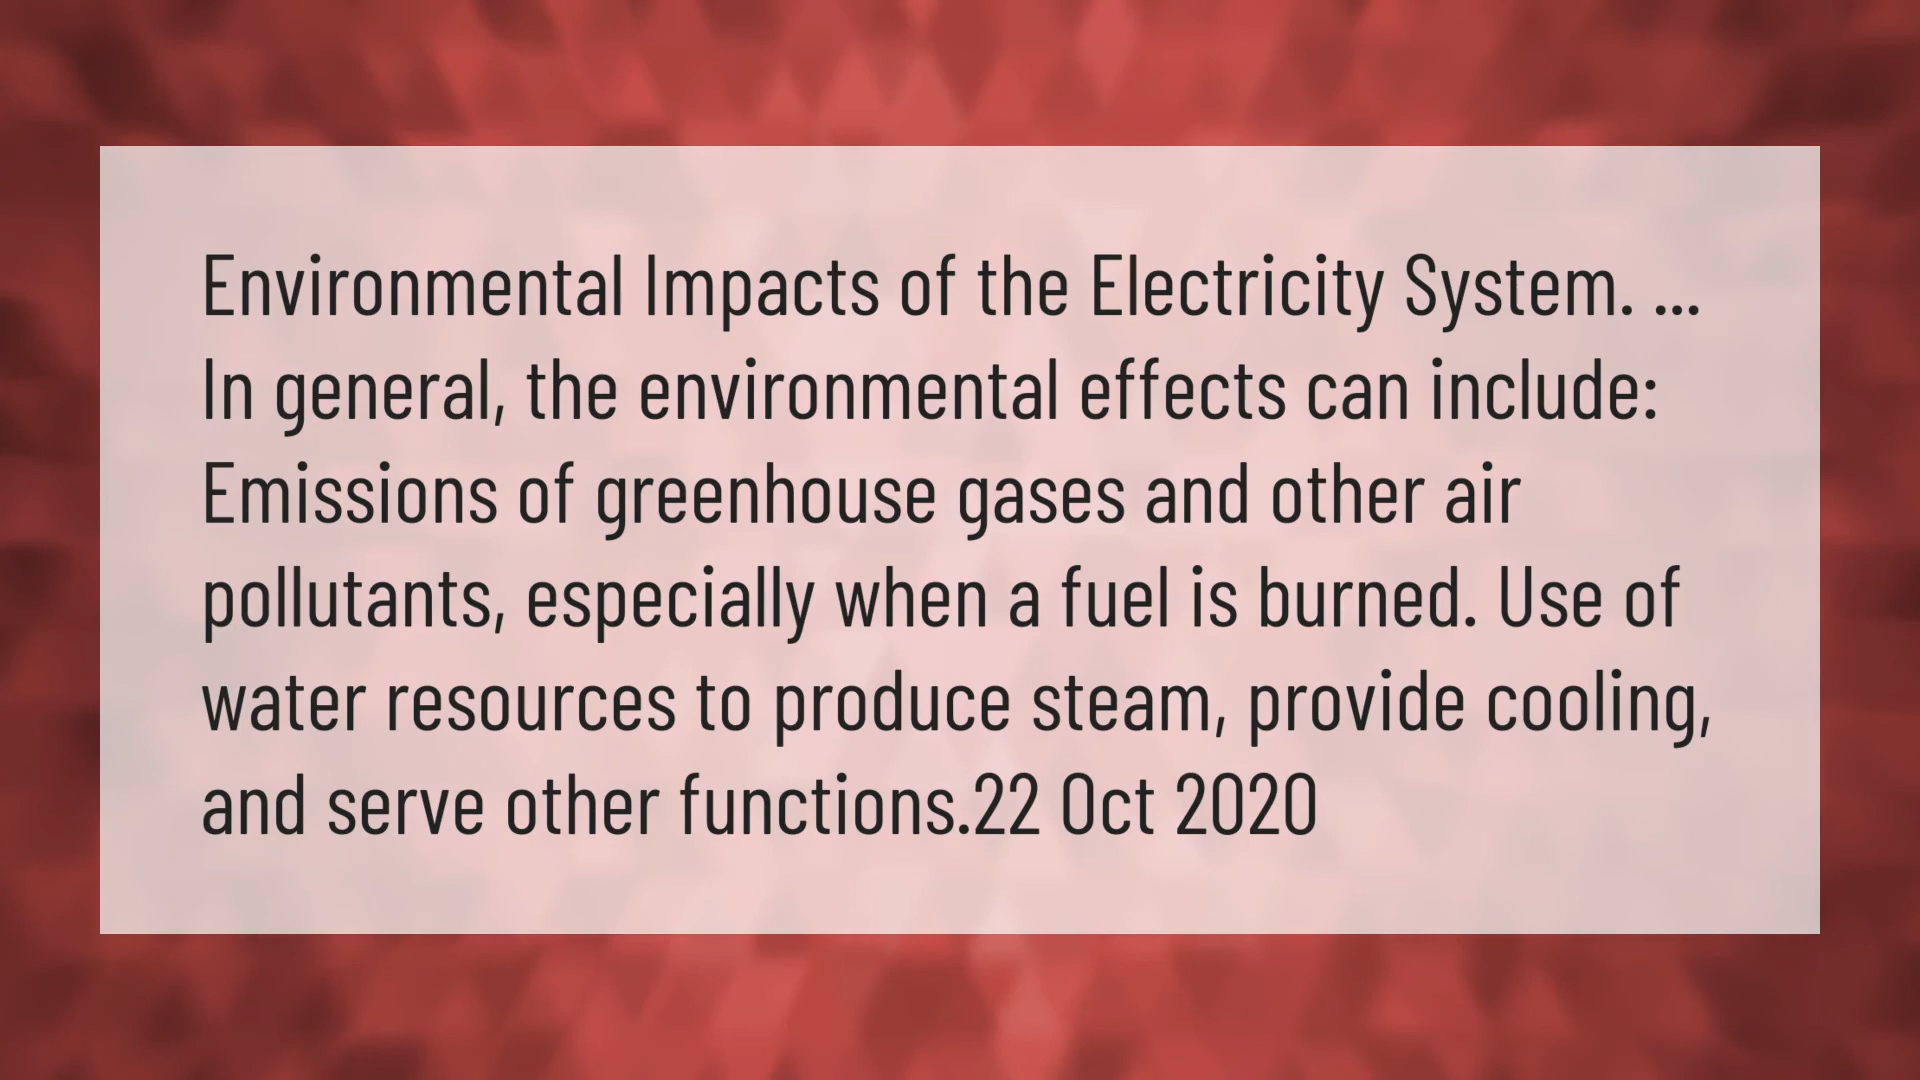 Environmental Impacts of the Electricity System. ...
In general, the environmental effects can include:
Emissions of greenhouse gases and other air
pollutants, especially when a fuel is burned. Use of
water resources to produce steam, provide cooling,
and serve other functions.22 Oct 2020